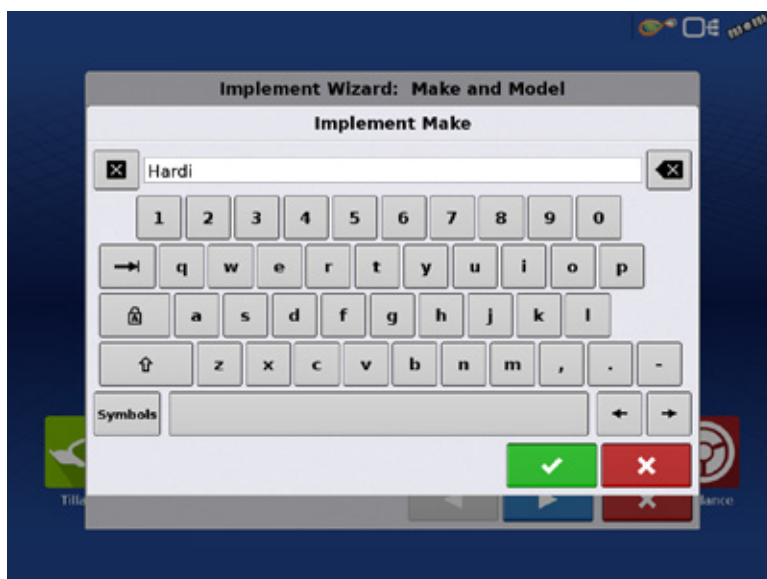 Implement Wizard: Make and Model
Implement Make
Hardi
1 2 3 4 5 6 7 8 9 0
q w e r t y u i o p
a s d f g h j k l
z x c v b n m , . -
Symbols